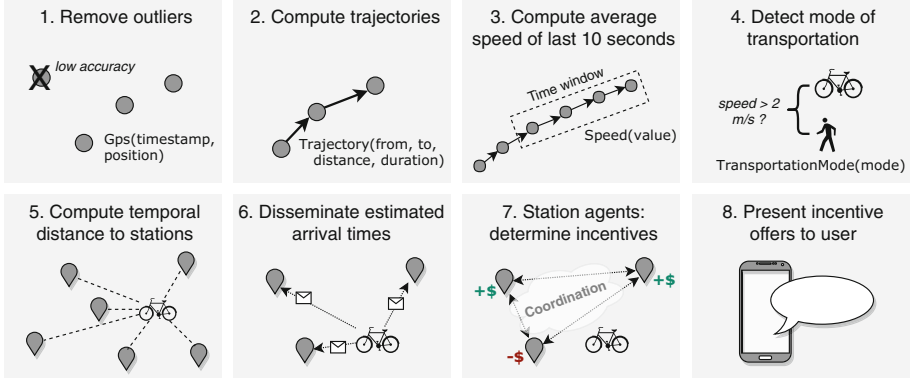 1. Remove outliers
low accuracy
Gps(timestamp,
position)
2. Compute trajectories
Trajectory(from, to,
distance, duration)
3. Compute average
speed of last 10 seconds
Time window
Speed(value)
4. Detect mode of
transportation
speed > 2
m/s ?
TransportationMode(mode)
5. Compute temporal
distance to stations
6. Disseminate estimated
arrival times
7. Station agents:
determine incentives
+$
+$
Coordination
-$
8. Present incentive
offers to user